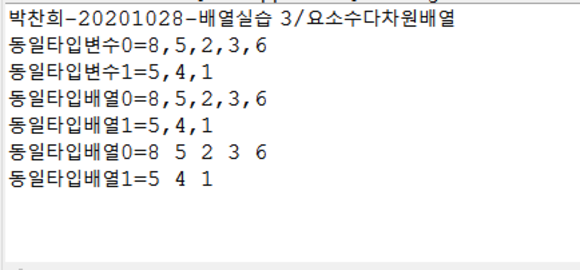 박찬희-20201028-배열실습 3/요소수다차원배열
동일타입변수0=8,5,2,3,6
동일타입변수1=5,4,1
동일타입배열0=8,5,2,3,6
동일타입배열1=5,4,1
동일타입배열0=8 5 2 3 6
동일타입배열1=5 4 1